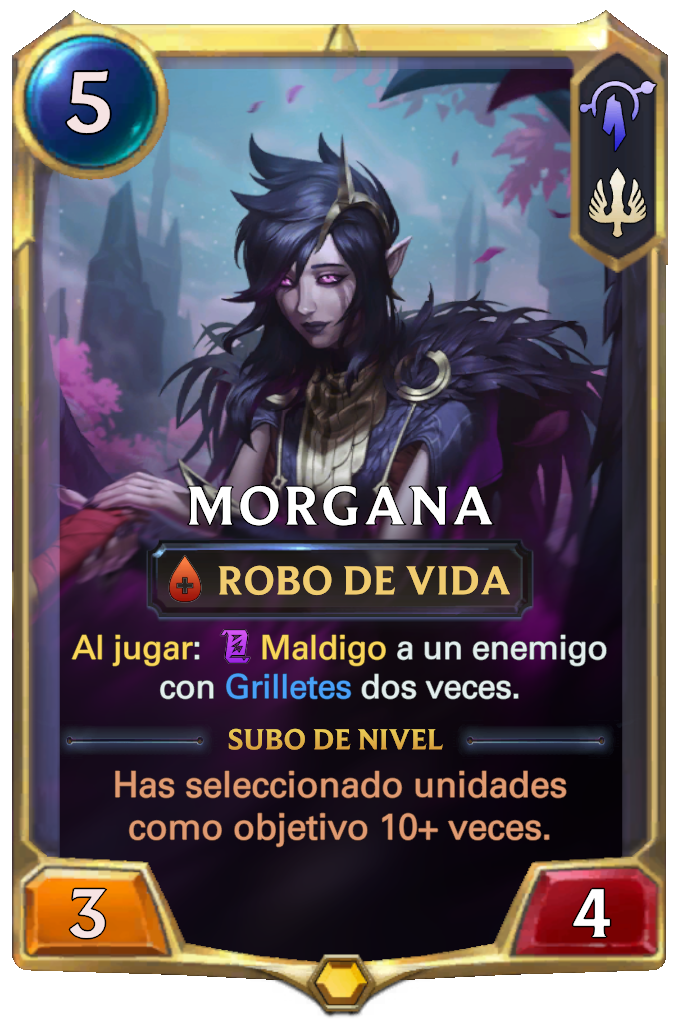 5
MORGANA
ROBO DE VIDA
Al jugar: Maldigo a un enemigo
con Grilletes dos veces.
SUBO DE NIVEL
Has seleccionado unidades
como objetivo 10+ veces.
3
4